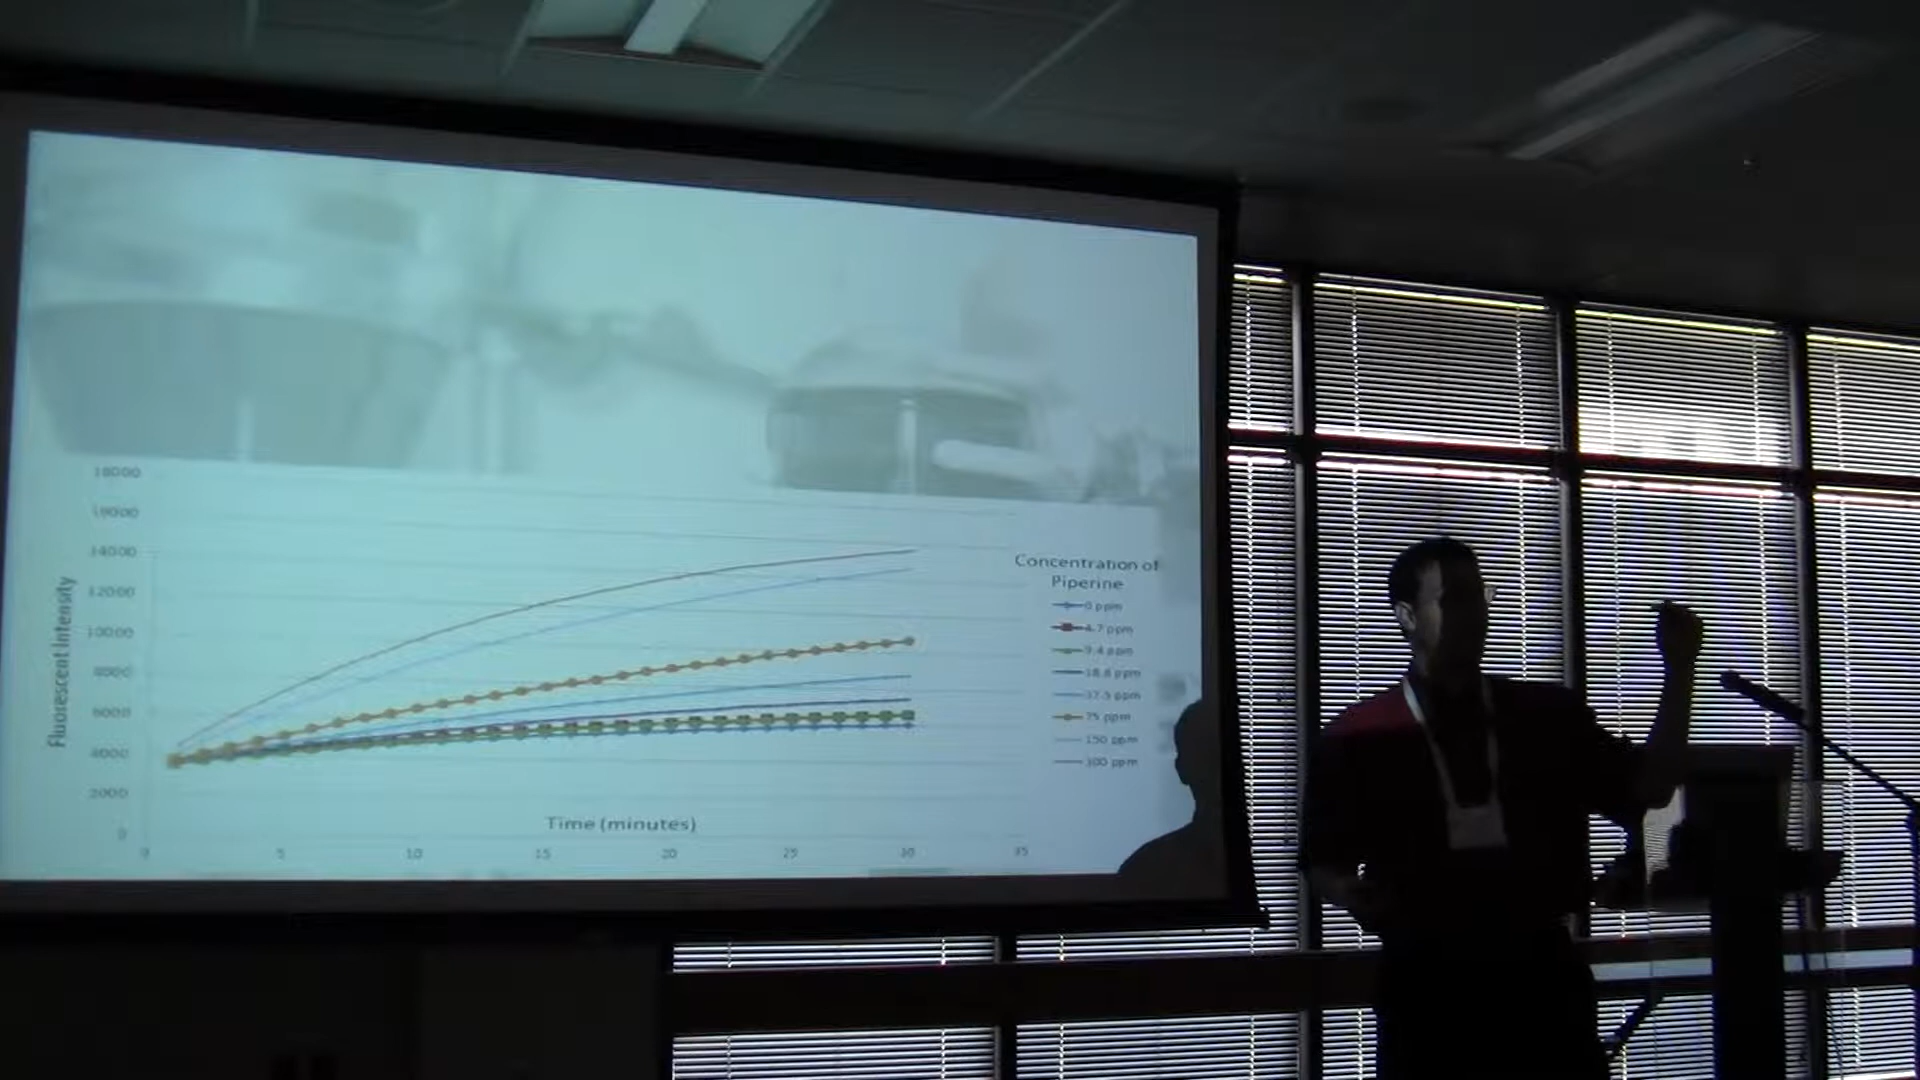 18000
16000
14000
12000
10000
8000
6000
4000
2000
0
Fluorescent Intensity
0 5 10 15 20 25 30 35
Time (minutes)
Concentration of
Piperine
0 ppm
4.7 ppm
9.4 ppm
18.8 ppm
37.5 ppm
75 ppm
150 ppm
300 ppm